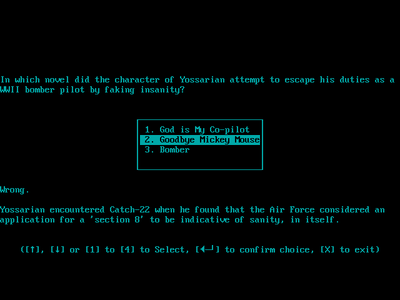 In which novel did the character of Yossarian attempt to escape his duties as a
WWII bomber pilot by faking insanity?
1. God is My Co-pilot
2. Goodbye Mickey Mouse
3. Bomber
Wrong.
Yossarian encountered Catch-22 when he found that the Air Force considered an
application for a 'section 8' to be indicative of sanity, in itself.
([↑], [↓] or [1] to [4] to Select, [◄─┘] to confirm choice, [X] to exit)